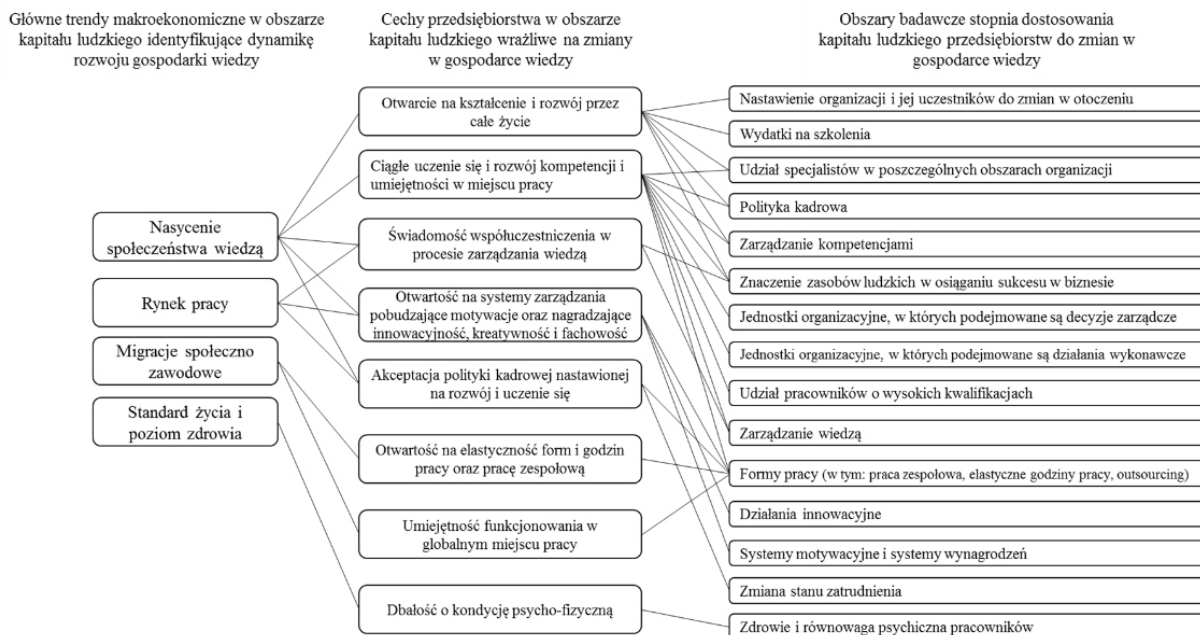 Główne trendy makroekonomiczne w obszarze
kapitału ludzkiego identyfikujące dynamikę
rozwoju gospodarki wiedzy
Cechy przedsiębiorstwa w obszarze
kapitału ludzkiego wrażliwe na zmiany
w gospodarce wiedzy
Obszary badawcze stopnia dostosowania
kapitału ludzkiego przedsiębiorstw do zmian w
gospodarce wiedzy
Nasycenie
społeczeństwa wiedzą
Rynek pracy
Migracje społeczno
zawodowe
Standard życia i
poziom zdrowia
Otwarcie na kształcenie i rozwój przez
całe życie
Ciągłe uczenie się i rozwój kompetencji i
umiejętności w miejscu pracy
Świadomość współuczestniczenia w
procesie zarządzania wiedzą
Otwartość na systemy zarządzania
pobudzające motywacje oraz nagradzające
innowacyjność, kreatywność i fachowość
Akceptacja polityki kadrowej nastawionej
na rozwój i uczenie się
Otwartość na elastyczność form i godzin
pracy oraz pracę zespołową
Umiejętność funkcjonowania w
globalnym miejscu pracy
Dbałość o kondycję psycho-fizyczną
Nastawienie organizacji i jej uczestników do zmian w otoczeniu
Wydatki na szkolenia
Udział specjalistów w poszczególnych obszarach organizacji
Polityka kadrowa
Zarządzanie kompetencjami
Znaczenie zasobów ludzkich w osiąganiu sukcesu w biznesie
Jednostki organizacyjne, w których podejmowane są decyzje zarządcze
Jednostki organizacyjne, w których podejmowane są działania wykonawcze
Udział pracowników o wysokich kwalifikacjach
Zarządzanie wiedzą
Formy pracy (w tym: praca zespołowa, elastyczne godziny pracy, outsourcing)
Działania innowacyjne
Systemy motywacyjne i systemy wynagrodzeń
Zmiana stanu zatrudnienia
Zdrowie i równowaga psychiczna pracowników